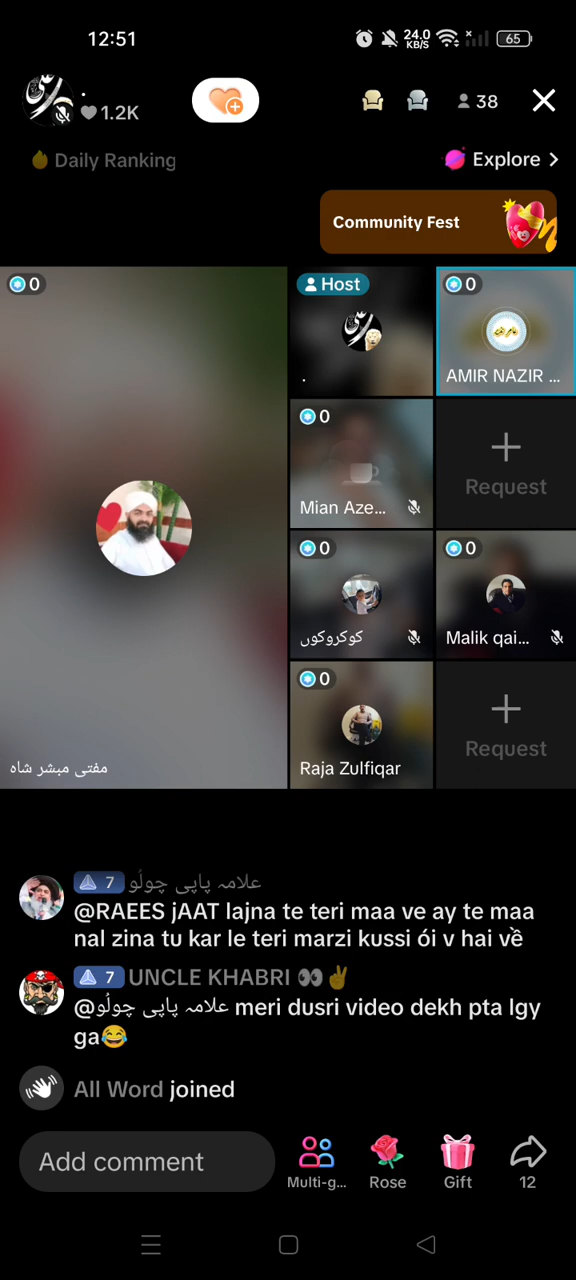 12:51
24.0
KB/S
65
.
1.2K
38
Daily Ranking
Explore
Community Fest
0
Host
.
0
AMIR NAZIR ...
0
Mian Aze...
Request
0
کوکروکوں
0
Malik qai...
0
Raja Zulfiqar
Request
مفتی مبشر شاہ
7 علامہ پاپی چولُو
@RAEES jAAT lajna te teri maa ve ay te maa
nal zina tu kar le teri marzi kussi ói v hai về
7 UNCLE KHABRI 👀✌️
@علامہ پاپی چولُو meri dusri video dekh pta lgy
ga😂
All Word joined
Add comment
Multi-g...
Rose
Gift
12